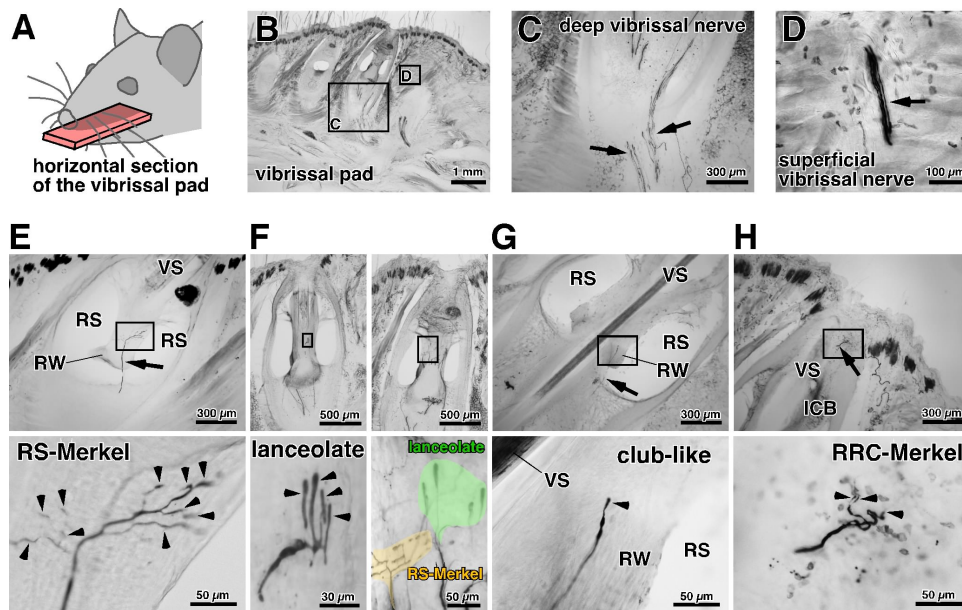 A
horizontal section
of the vibrissal pad
B
D
C
vibrissal pad
1 mm
C
deep vibrissal nerve
300 µm
D
superficial
vibrissal nerve
100 µm
E
VS
RS
RS
RW
300 µm
RS-Merkel
50 µm
F
500 µm
500 µm
lanceolate
30 µm
lanceolate
RS-Merkel
50 µm
G
RS
VS
RS
RW
300 µm
VS
club-like
RW
RS
50 µm
H
VS
ICB
300 µm
RRC-Merkel
50 µm